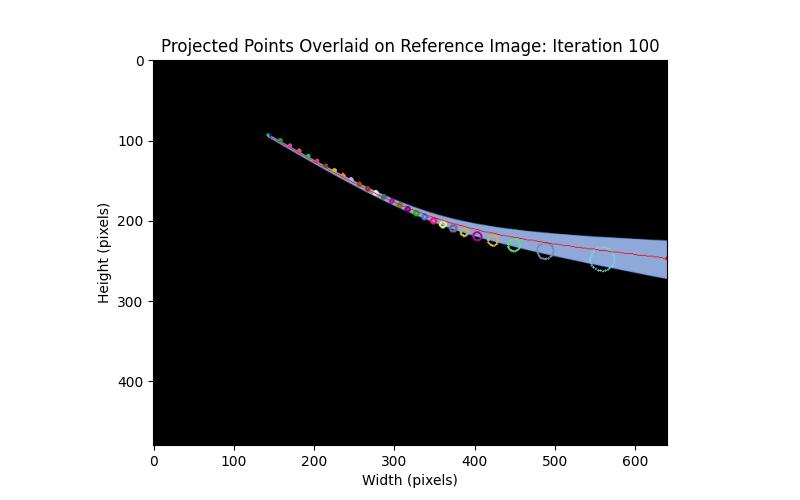 Projected Points Overlaid on Reference Image: Iteration 100
0
100
200
300
400
Height (pixels)
0 100 200 300 400 500 600
Width (pixels)